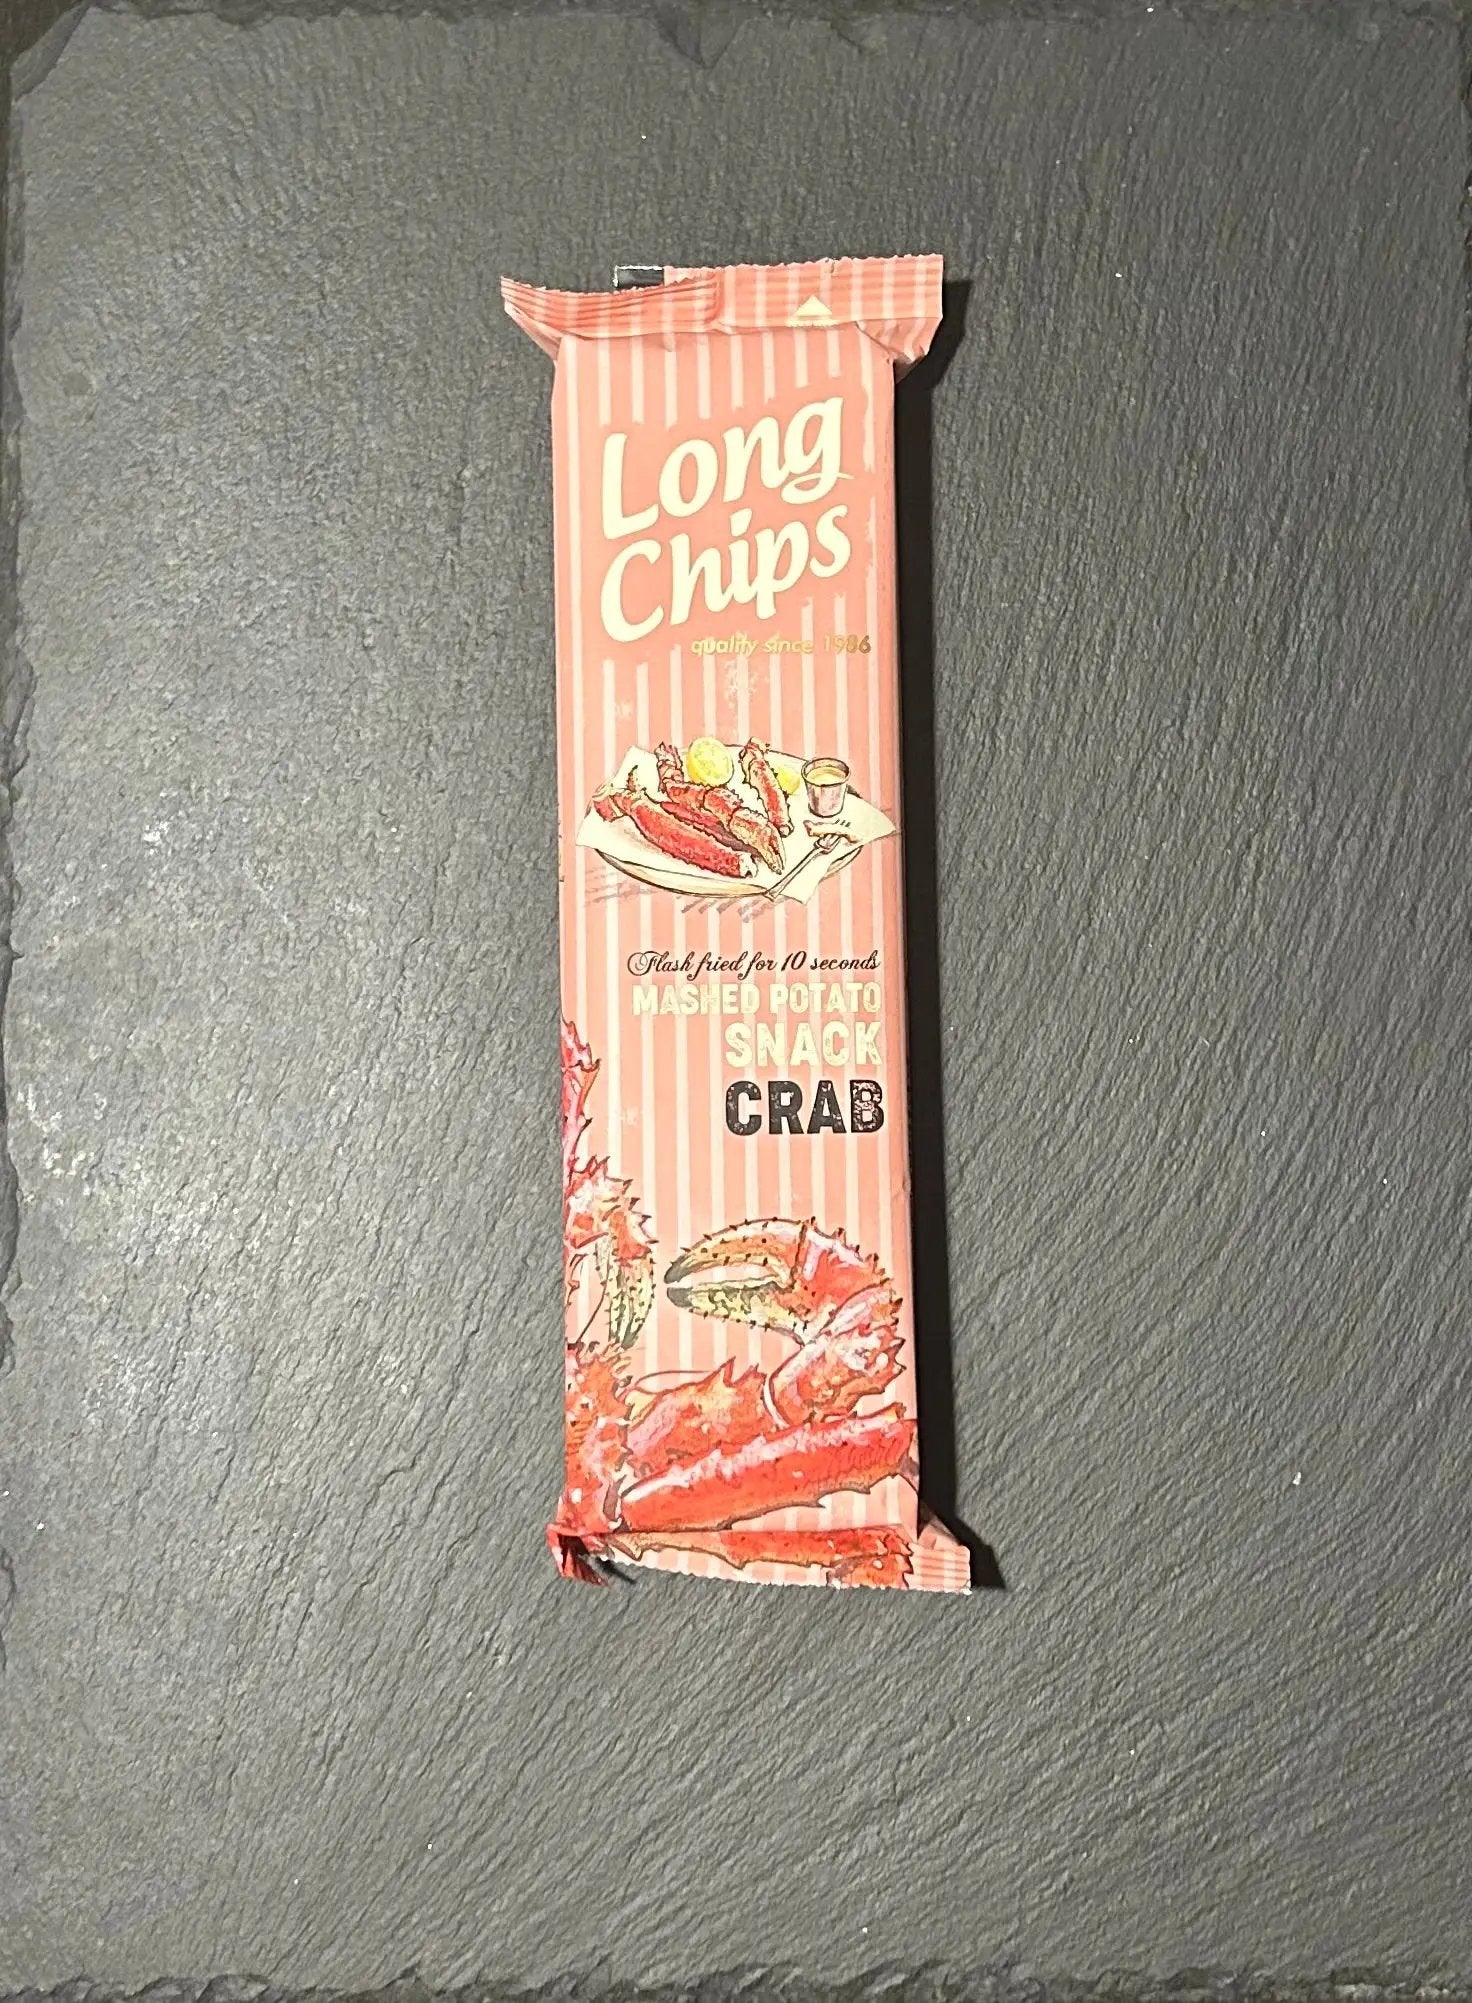 Long
Chips
quality since 1986
Flash fried for 10 seconds
MASHED POTATO
SNACK
CRAB